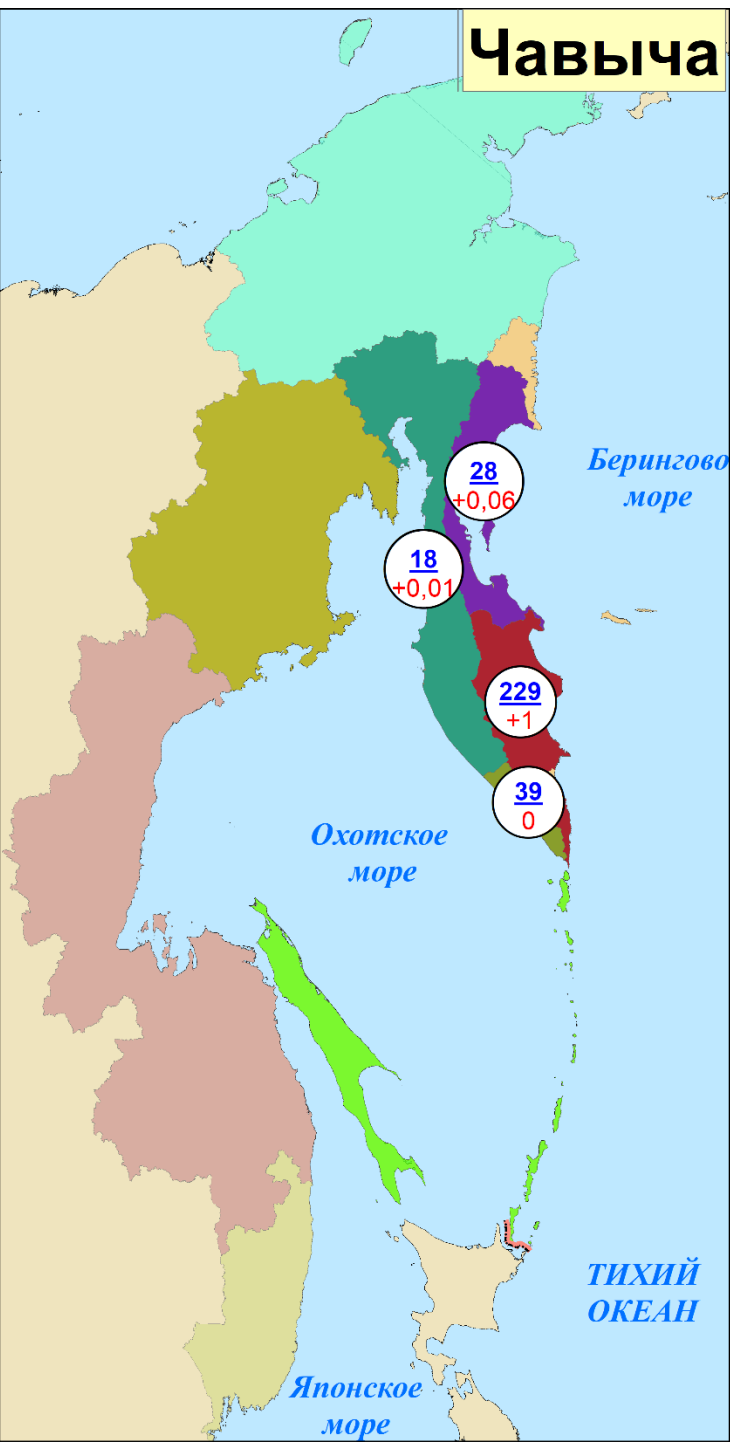 Чавыча
Берингово
море
28
+0,06
18
+0,01
229
+1
39
0
Охотское
море
ТИХИЙ
ОКЕАН
Японское
море